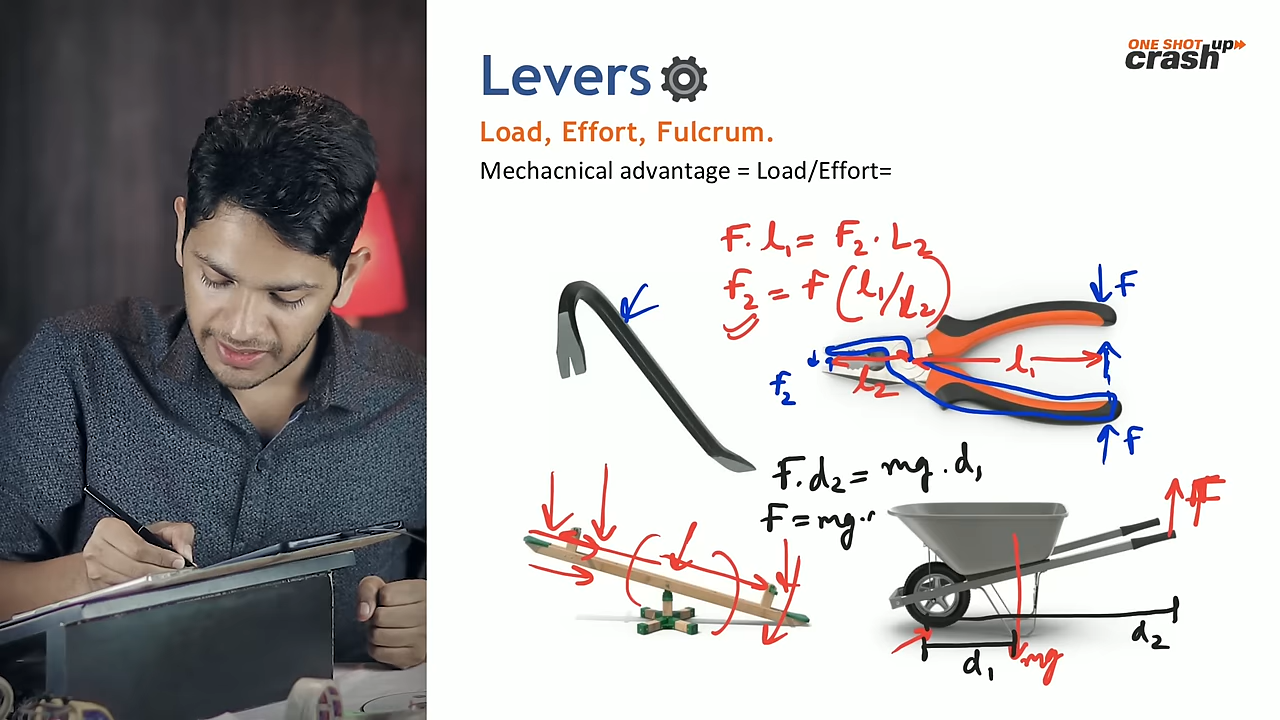 ONE SHOT
crash up
Levers
Load, Effort, Fulcrum.
Mechacnical advantage = Load/Effort=
F. l₁ = F₂ . L₂
f₂ = F (l₁/l₂)
F
l₁
l₂
f₂
F
F.d₂ = mg.d₁
F = mg.
F
d₂
d₁
mg